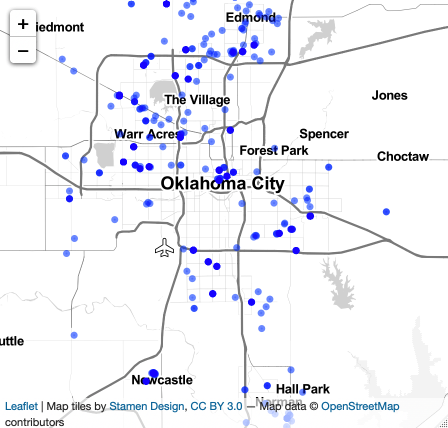 Edmond
iedmont
+
−
The Village
Jones
Warr Acres
Spencer
Forest Park
Choctaw
Oklahoma City
uttle
Newcastle
Hall Park
Norman
Leaflet | Map tiles by Stamen Design, CC BY 3.0 — Map data © OpenStreetMap
contributors